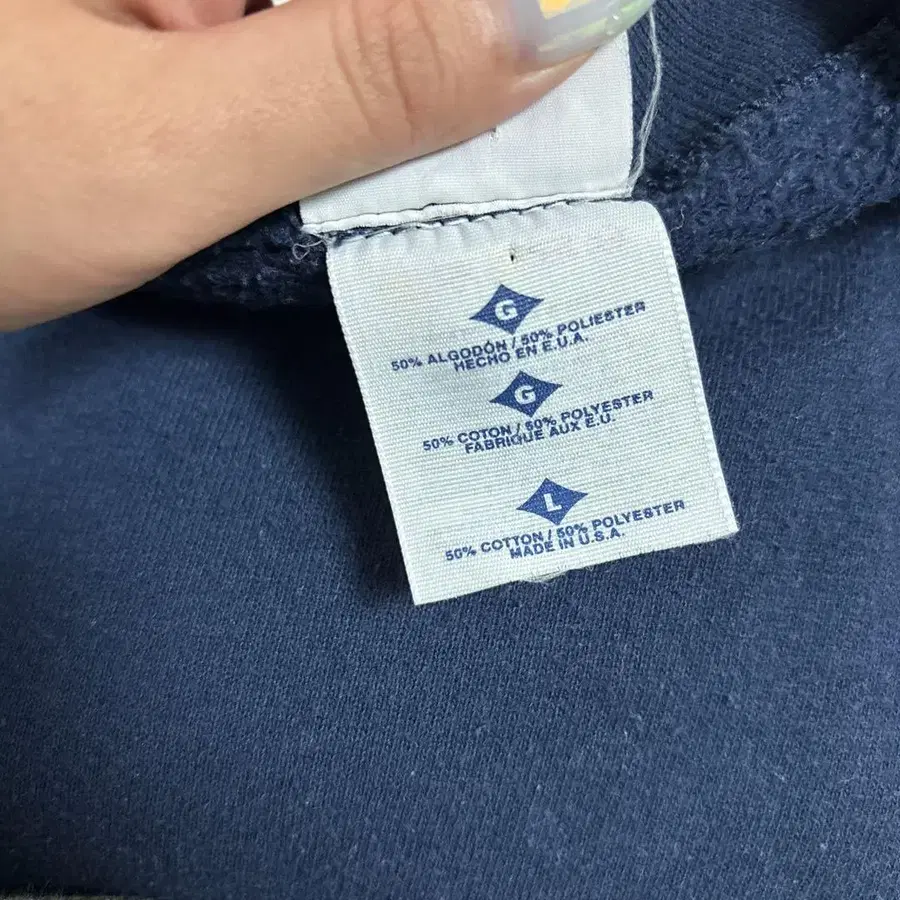 G
50% ALGODÓN / 50% POLIESTER
HECHO EN E.U.A.
G
50% COTON / 50% POLYESTER
FABRIQUE AUX E.U.
L
50% COTTON / 50% POLYESTER
MADE IN U.S.A.